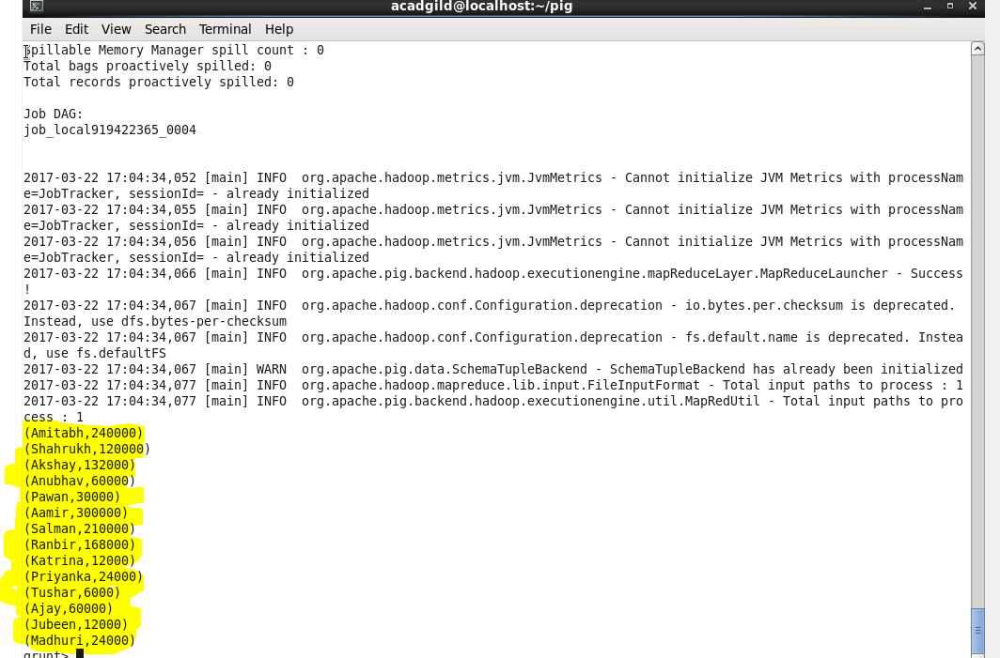 acadgild@localhost:~/pig
File Edit View Search Terminal Help
Spillable Memory Manager spill count : 0
Total bags proactively spilled: 0
Total records proactively spilled: 0
Job DAG:
job_local919422365_0004
2017-03-22 17:04:34,052 [main] INFO  org.apache.hadoop.metrics.jvm.JvmMetrics - Cannot initialize JVM Metrics with processNam
e=JobTracker, sessionId= - already initialized
2017-03-22 17:04:34,055 [main] INFO  org.apache.hadoop.metrics.jvm.JvmMetrics - Cannot initialize JVM Metrics with processNam
e=JobTracker, sessionId= - already initialized
2017-03-22 17:04:34,056 [main] INFO  org.apache.hadoop.metrics.jvm.JvmMetrics - Cannot initialize JVM Metrics with processNam
e=JobTracker, sessionId= - already initialized
2017-03-22 17:04:34,066 [main] INFO  org.apache.pig.backend.hadoop.executionengine.mapReduceLayer.MapReduceLauncher - Success
!
2017-03-22 17:04:34,067 [main] INFO  org.apache.hadoop.conf.Configuration.deprecation - io.bytes.per.checksum is deprecated.
Instead, use dfs.bytes-per-checksum
2017-03-22 17:04:34,067 [main] INFO  org.apache.hadoop.conf.Configuration.deprecation - fs.default.name is deprecated. Instea
d, use fs.defaultFS
2017-03-22 17:04:34,067 [main] WARN  org.apache.pig.data.SchemaTupleBackend - SchemaTupleBackend has already been initialized
2017-03-22 17:04:34,077 [main] INFO  org.apache.hadoop.mapreduce.lib.input.FileInputFormat - Total input paths to process : 1
2017-03-22 17:04:34,077 [main] INFO  org.apache.pig.backend.hadoop.executionengine.util.MapRedUtil - Total input paths to pro
cess : 1
(Amitabh,240000)
(Shahrukh,120000)
(Akshay,132000)
(Anubhav,60000)
(Pawan,30000)
(Aamir,300000)
(Salman,210000)
(Ranbir,168000)
(Katrina,12000)
(Priyanka,24000)
(Tushar,6000)
(Ajay,60000)
(Jubeen,12000)
(Madhuri,24000)
grunt>